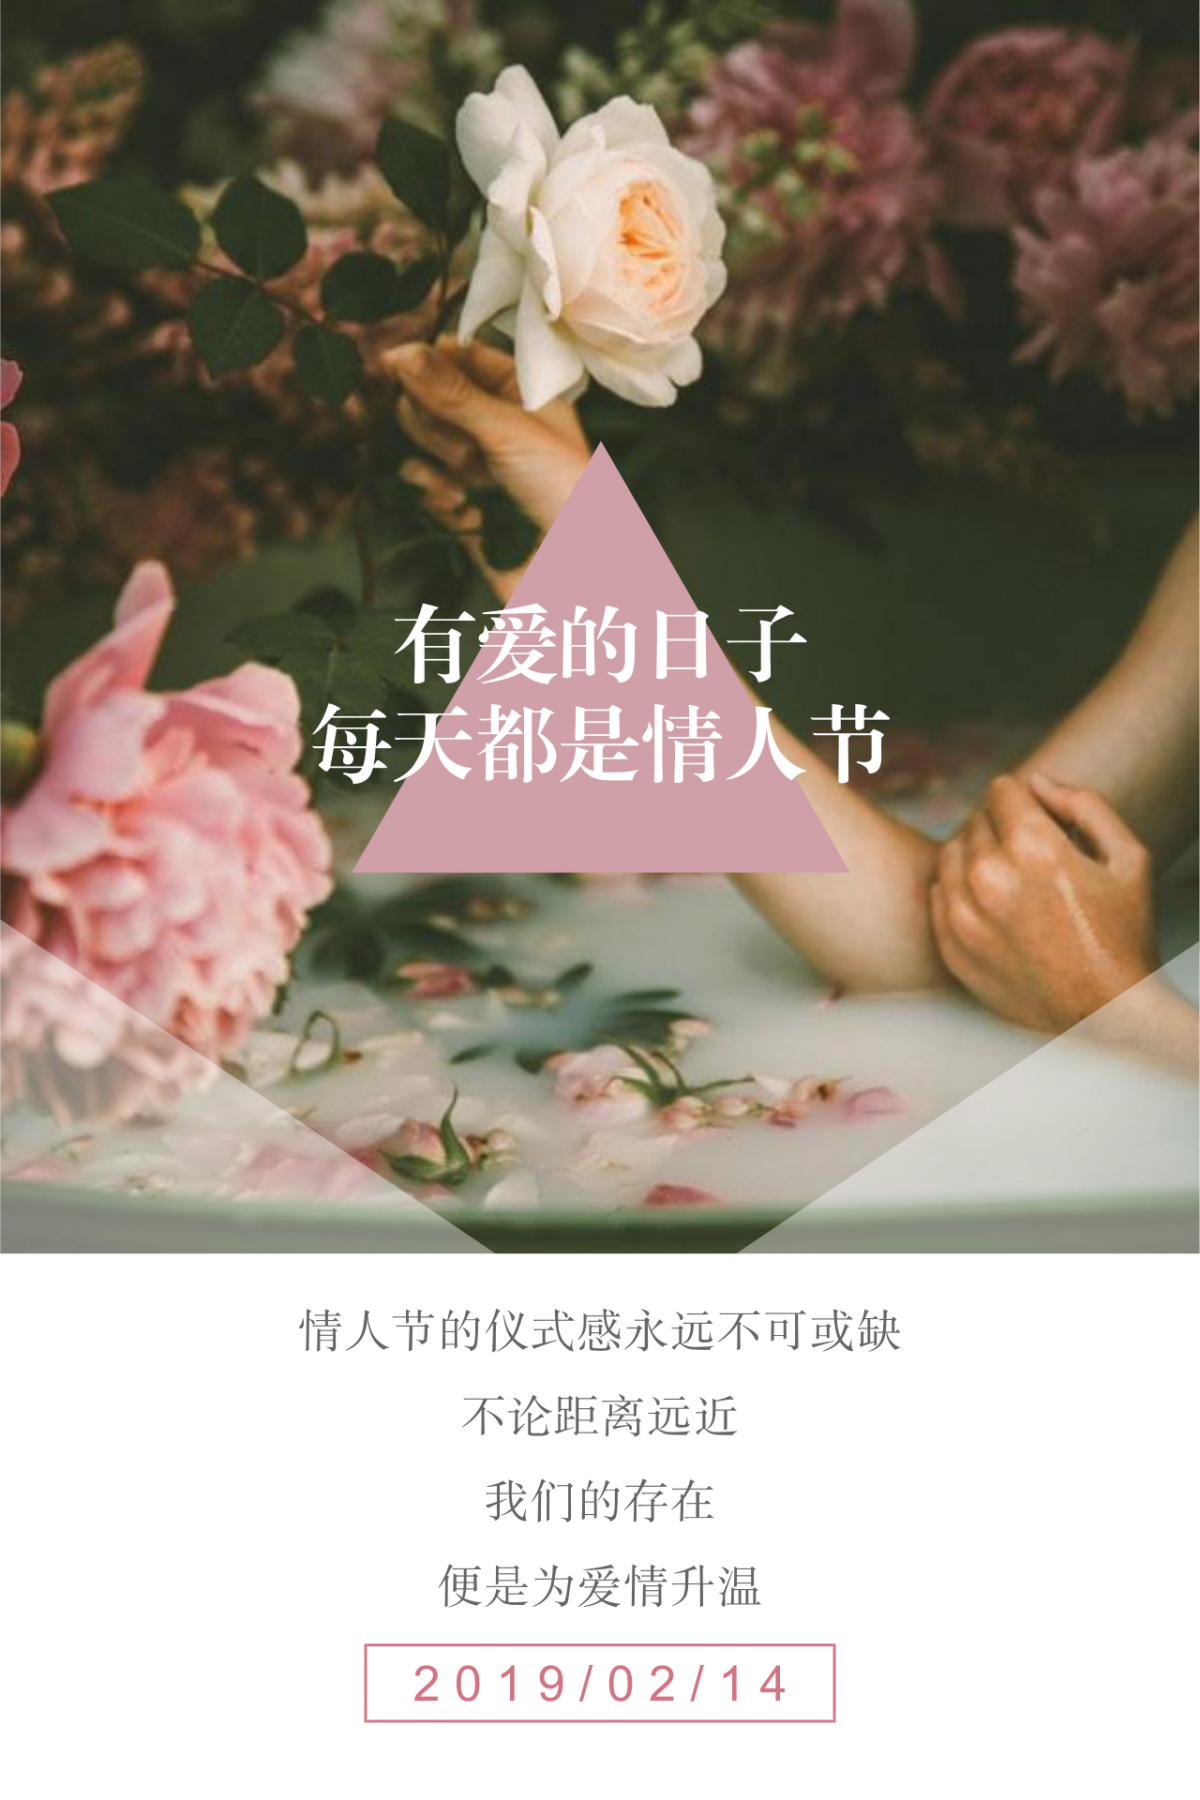 有爱的日子
每天都是情人节
情人节的仪式感永远不可或缺
不论距离远近
我们的存在
便是为爱情升温
2019/02/14